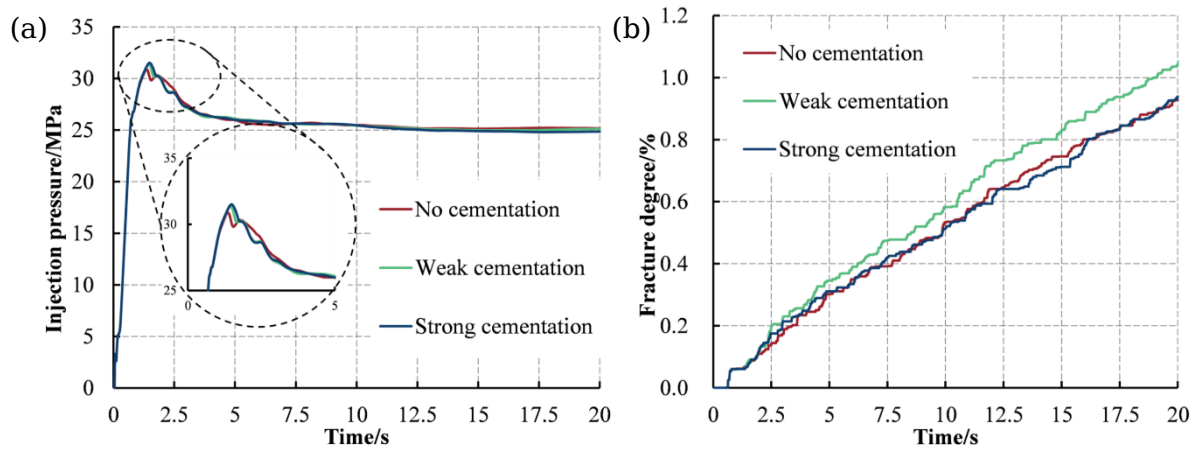 (a)
Injection pressure/MPa
35
30
25
20
15
10
5
0
0 2.5 5 7.5 10 12.5 15 17.5 20
Time/s
35
30
25
0 5
No cementation
Weak cementation
Strong cementation
(b)
Fracture degree/%
1.2
1.0
0.8
0.6
0.4
0.2
0.0
0 2.5 5 7.5 10 12.5 15 17.5 20
Time/s
No cementation
Weak cementation
Strong cementation